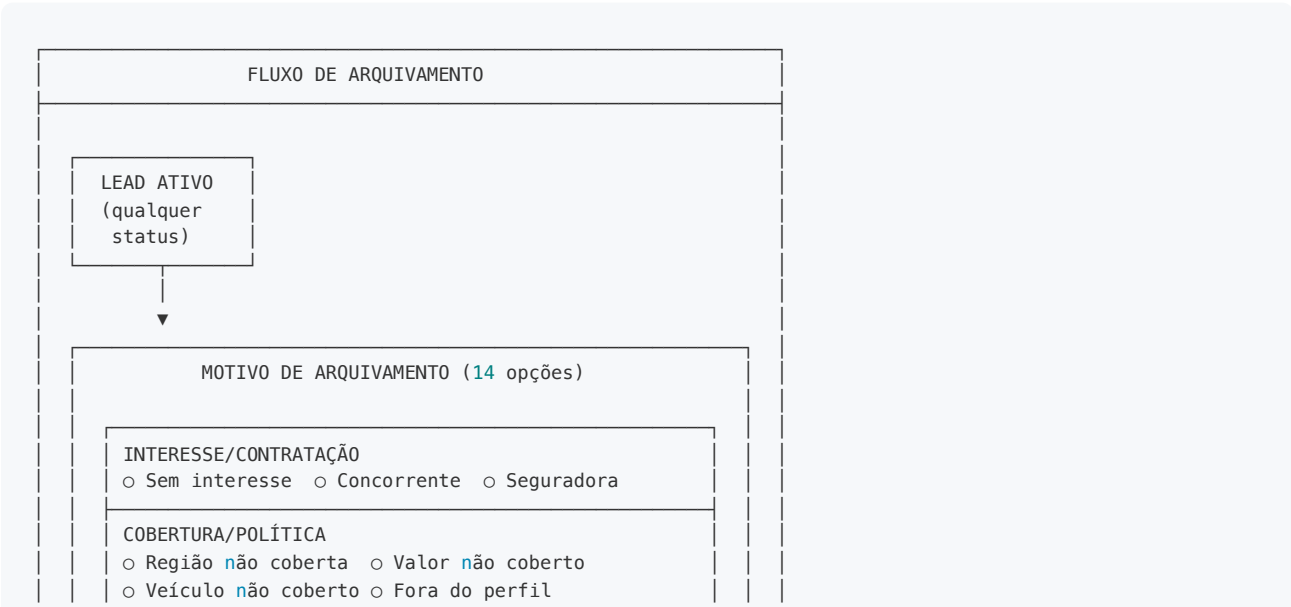 FLUXO DE ARQUIVAMENTO
LEAD ATIVO
(qualquer
status)
MOTIVO DE ARQUIVAMENTO (14 opções)
INTERESSE/CONTRATAÇÃO
○ Sem interesse ○ Concorrente ○ Seguradora
COBERTURA/POLÍTICA
○ Região não coberta ○ Valor não coberto
○ Veículo não coberto ○ Fora do perfil